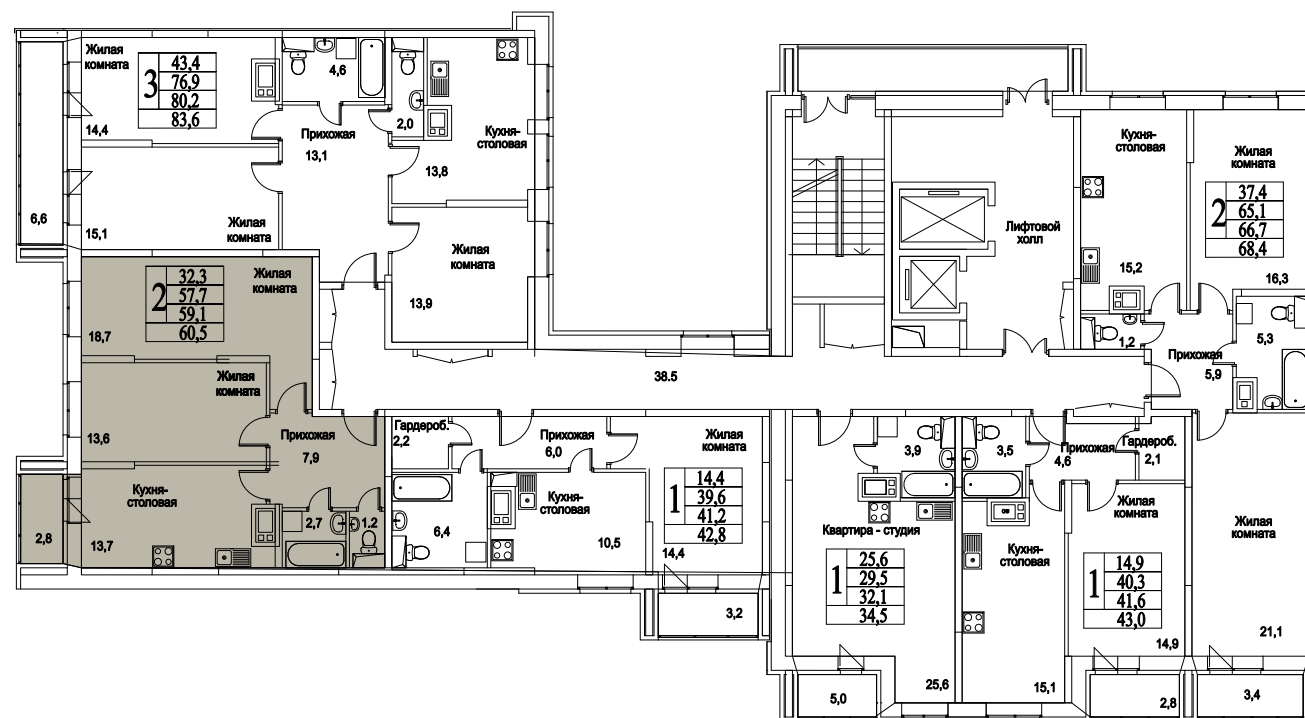 Жилая
комната
3
43,4
76,9
80,2
83,6
14,4
4,6
2,0
Прихожая
13,1
Кухня-
столовая
13,8
6,6
15,1
Жилая
комната
Жилая
комната
13,9
2
32,3
57,7
59,1
60,5
Жилая
комната
18,7
Жилая
комната
13,6
Прихожая
7,9
Кухня-
столовая
13,7
2,8
2,7
1.2
38.5
Лифтовой
холл
Кухня-
столовая
15,2
Жилая
комната
2
37,4
65,1
66,7
68,4
16,3
1,2
5,3
Прихожая
5,9
Гардероб.
2,2
Прихожая
6,0
6,4
Кухня-
столовая
10,5
Жилая
комната
1
14,4
39,6
41,2
42,8
14,4
3,2
3,9
Квартира - студия
1
25,6
29,5
32,1
34,5
25,6
5,0
3,5
Прихожая
4,6
Гардероб.
2,1
Кухня-
столовая
15,1
Жилая
комната
1
14,9
40,3
41,6
43,0
14,9
2,8
Жилая
комната
21,1
3,4